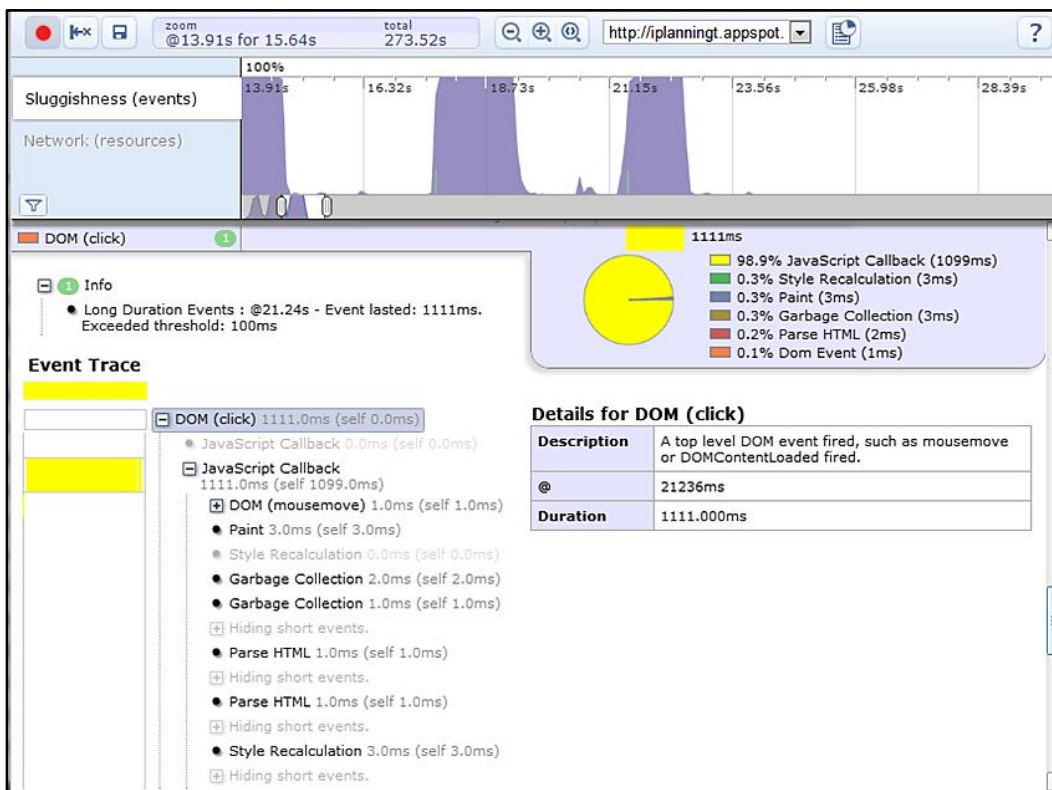 zoom
@13.91s for 15.64s
total
273.52s
http://iplanningt.appspot.
?
100%
Sluggishness (events)
13.91s 16.32s 18.73s 21.15s 23.56s 25.98s 28.39s
Network (resources)
DOM (click) 1
1111ms
98.9% JavaScript Callback (1099ms)
0.3% Style Recalculation (3ms)
0.3% Paint (3ms)
0.3% Garbage Collection (3ms)
0.2% Parse HTML (2ms)
0.1% Dom Event (1ms)
1 Info
Long Duration Events : @21.24s - Event lasted: 1111ms.
Exceeded threshold: 100ms
Event Trace
DOM (click) 1111.0ms (self 0.0ms)
JavaScript Callback 0.0ms (self 0.0ms)
JavaScript Callback
1111.0ms (self 1099.0ms)
DOM (mousemove) 1.0ms (self 1.0ms)
Paint 3.0ms (self 3.0ms)
Style Recalculation 0.0ms (self 0.0ms)
Garbage Collection 2.0ms (self 2.0ms)
Garbage Collection 1.0ms (self 1.0ms)
Hiding short events.
Parse HTML 1.0ms (self 1.0ms)
Hiding short events.
Parse HTML 1.0ms (self 1.0ms)
Hiding short events.
Style Recalculation 3.0ms (self 3.0ms)
Hiding short events.
Details for DOM (click)
Description A top level DOM event fired, such as mousemove
or DOMContentLoaded fired.
@ 21236ms
Duration 1111.000ms